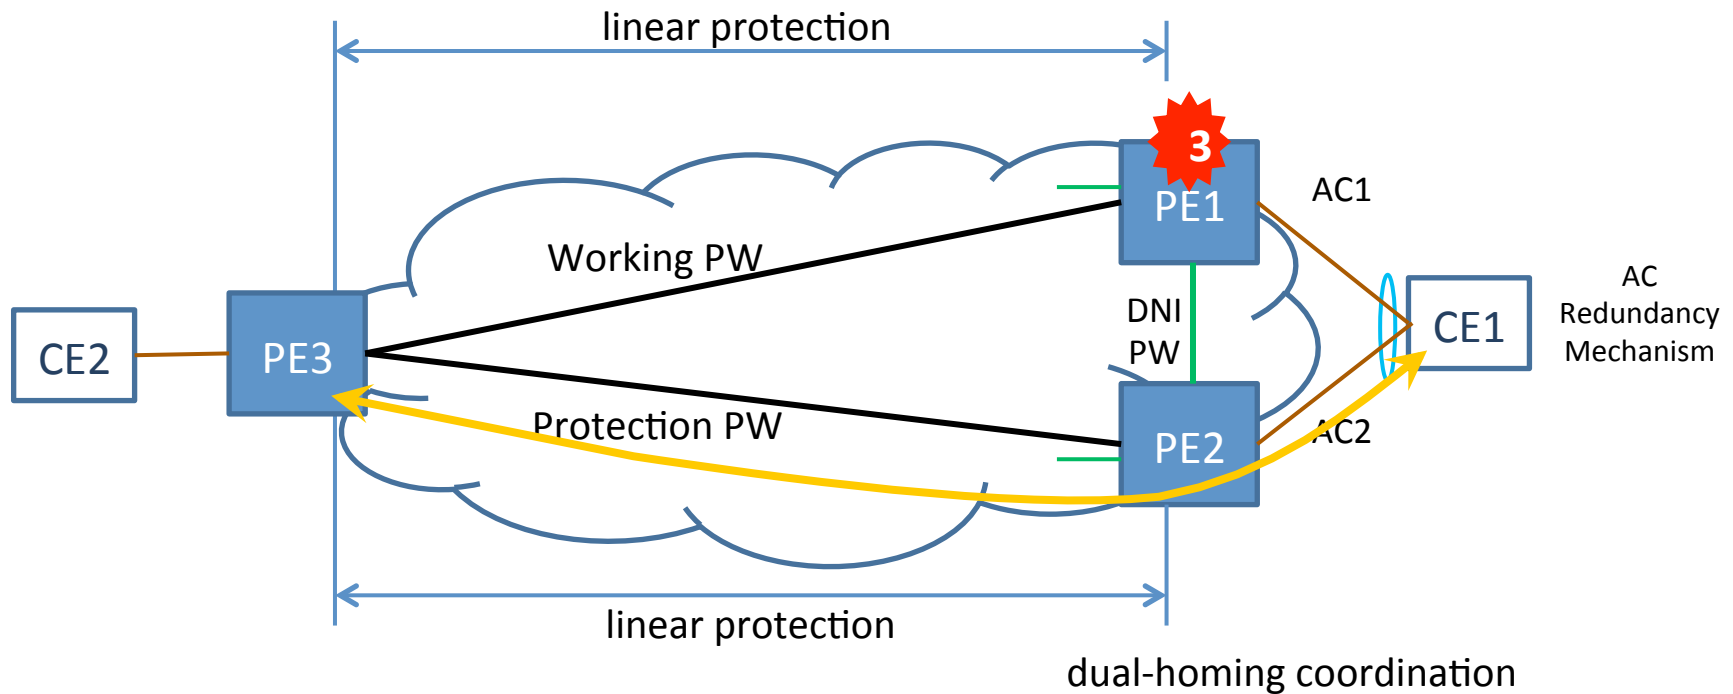 linear protection
3
PE1
AC1
Working PW
CE2
PE3
DNI
PW
CE1
AC
Redundancy
Mechanism
Protection PW
PE2
AC2
linear protection
dual-homing coordination